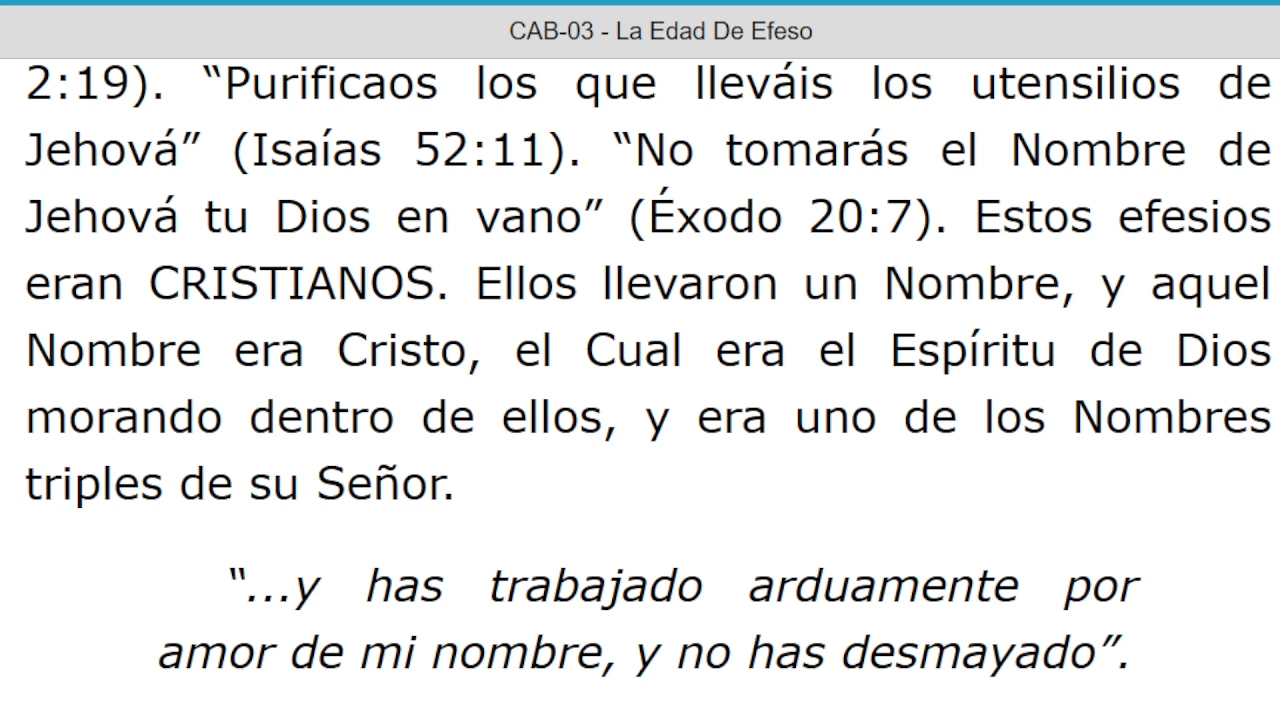 CAB-03 - La Edad De Efeso
2:19). “Purificaos los que lleváis los utensilios de
Jehová” (Isaías 52:11). “No tomarás el Nombre de
Jehová tu Dios en vano” (Éxodo 20:7). Estos efesios
eran CRISTIANOS. Ellos llevaron un Nombre, y aquel
Nombre era Cristo, el Cual era el Espíritu de Dios
morando dentro de ellos, y era uno de los Nombres
triples de su Señor.
“...y has trabajado arduamente por
amor de mi nombre, y no has desmayado”.